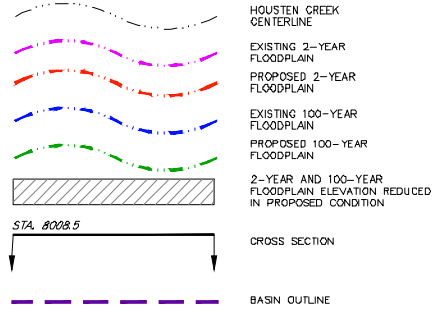 HOUSTEN CREEK
CENTERLINE
EXISTING 2-YEAR
FLOODPLAIN
PROPOSED 2-YEAR
FLOODPLAIN
EXISTING 100-YEAR
FLOODPLAIN
PROPOSED 100-YEAR
FLOODPLAIN
2-YEAR AND 100-YEAR
FLOODPLAIN ELEVATION REDUCED
IN PROPOSED CONDITION
STA. 8008.5
CROSS SECTION
BASIN OUTLINE